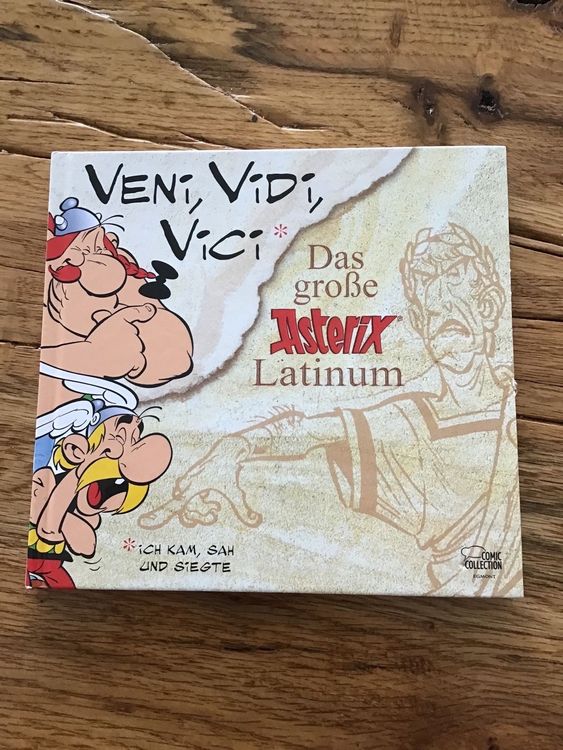 VENI, VIDI,
VICI *
Das
große
Asterix®
Latinum
*ICH KAM, SAH
UND SIEGTE
COMIC
COLLECTION
EGMONT